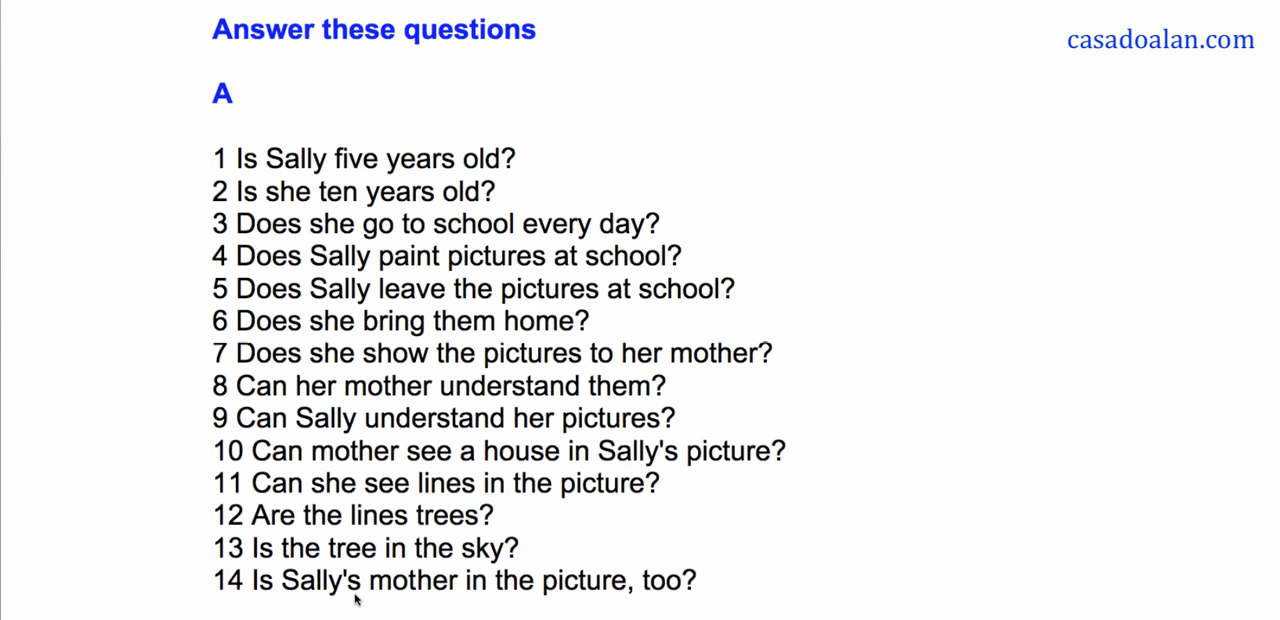 Answer these questions
casadoalan.com
A
1 Is Sally five years old?
2 Is she ten years old?
3 Does she go to school every day?
4 Does Sally paint pictures at school?
5 Does Sally leave the pictures at school?
6 Does she bring them home?
7 Does she show the pictures to her mother?
8 Can her mother understand them?
9 Can Sally understand her pictures?
10 Can mother see a house in Sally's picture?
11 Can she see lines in the picture?
12 Are the lines trees?
13 Is the tree in the sky?
14 Is Sally's mother in the picture, too?